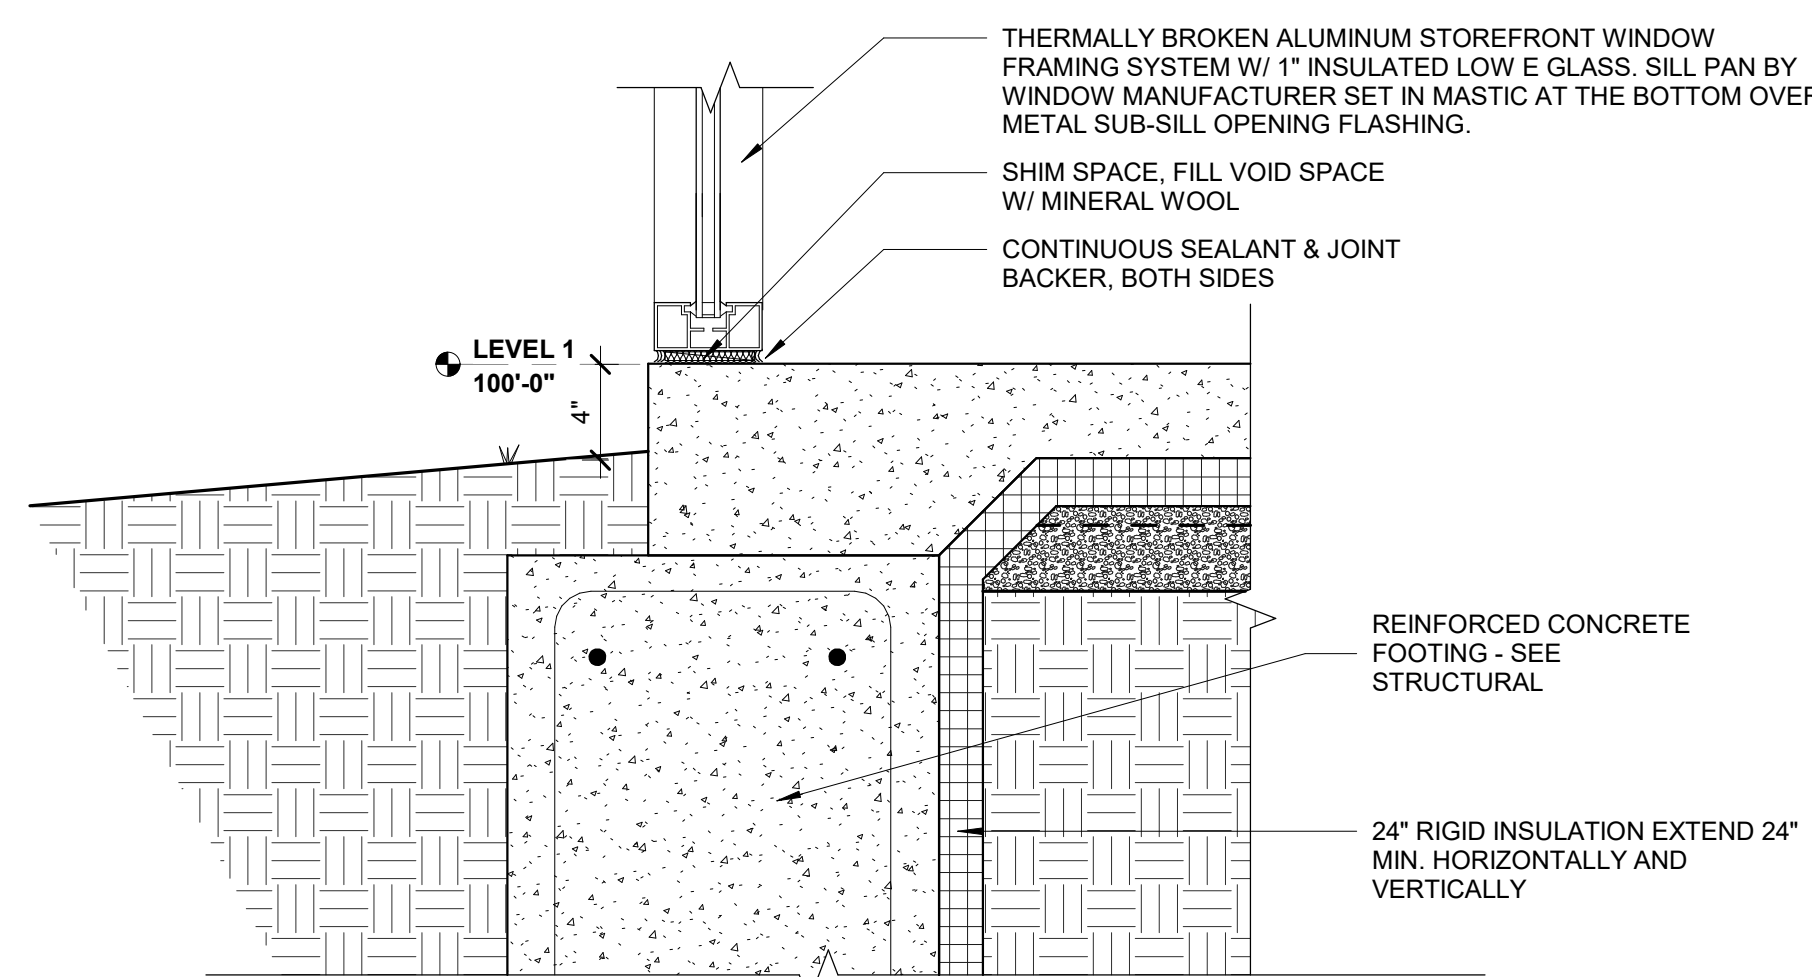 THERMALLY BROKEN ALUMINUM STOREFRONT WINDOW
FRAMING SYSTEM W/ 1" INSULATED LOW E GLASS. SILL PAN BY
WINDOW MANUFACTURER SET IN MASTIC AT THE BOTTOM OVER
METAL SUB-SILL OPENING FLASHING.
SHIM SPACE, FILL VOID SPACE
W/ MINERAL WOOL
CONTINUOUS SEALANT & JOINT
BACKER, BOTH SIDES
LEVEL 1
100'-0"
4"
REINFORCED CONCRETE
FOOTING - SEE
STRUCTURAL
24" RIGID INSULATION EXTEND 24"
MIN. HORIZONTALLY AND
VERTICALLY